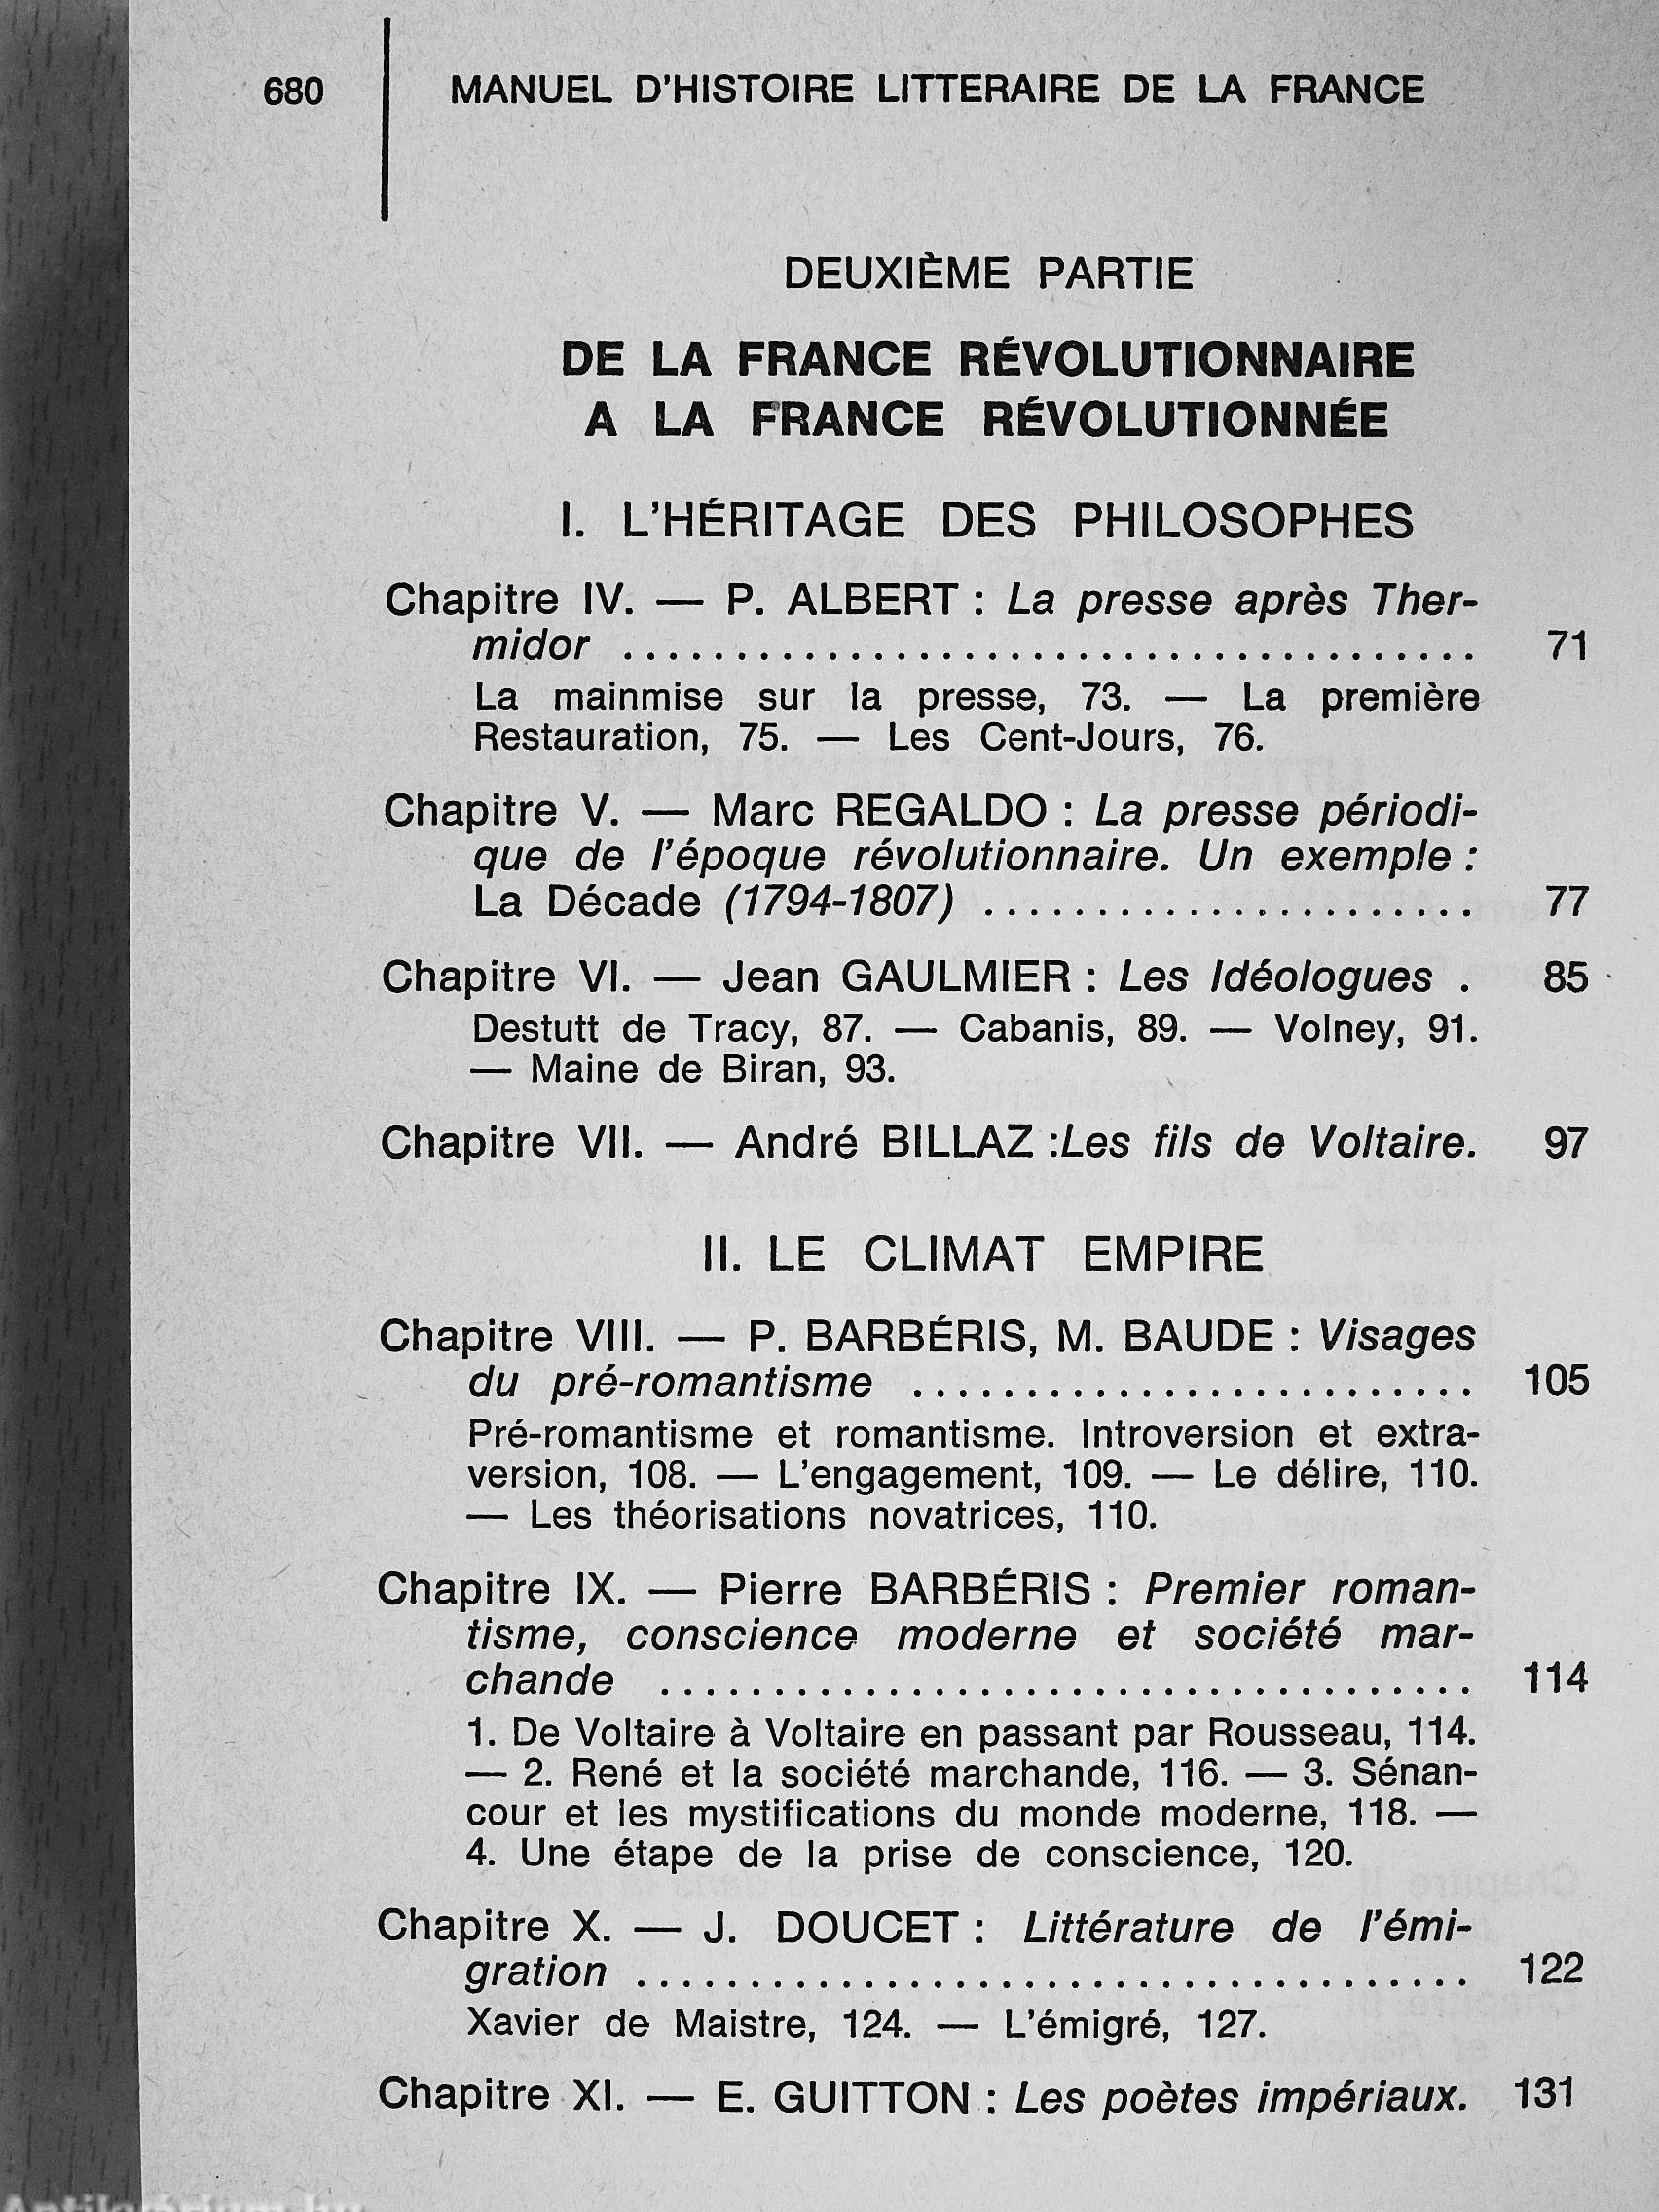 680 MANUEL D'HISTOIRE LITTERAIRE DE LA FRANCE
DEUXIÈME PARTIE
DE LA FRANCE RÉVOLUTIONNAIRE
A LA FRANCE RÉVOLUTIONNÉE
I. L'HÉRITAGE DES PHILOSOPHES
Chapitre IV. — P. ALBERT : La presse après Ther-
midor ...................................... 71
La mainmise sur la presse, 73. — La première
Restauration, 75. — Les Cent-Jours, 76.
Chapitre V. — Marc REGALDO : La presse périodi-
que de l'époque révolutionnaire. Un exemple :
La Décade (1794-1807) ...................... 77
Chapitre VI. — Jean GAULMIER : Les Idéologues . 85
Destutt de Tracy, 87. — Cabanis, 89. — Volney, 91.
— Maine de Biran, 93.
Chapitre VII. — André BILLAZ :Les fils de Voltaire. 97
II. LE CLIMAT EMPIRE
Chapitre VIII. — P. BARBÉRIS, M. BAUDE : Visages
du pré-romantisme ......................... 105
Pré-romantisme et romantisme. Introversion et extra-
version, 108. — L'engagement, 109. — Le délire, 110.
— Les théorisations novatrices, 110.
Chapitre IX. — Pierre BARBÉRIS : Premier roman-
tisme, conscience moderne et société mar-
chande .................................... 114
1. De Voltaire à Voltaire en passant par Rousseau, 114.
— 2. René et la société marchande, 116. — 3. Sénan-
cour et les mystifications du monde moderne, 118. —
4. Une étape de la prise de conscience, 120.
Chapitre X. — J. DOUCET : Littérature de l'émi-
gration ..................................... 122
Xavier de Maistre, 124. — L'émigré, 127.
Chapitre XI. — E. GUITTON : Les poètes impériaux. 131